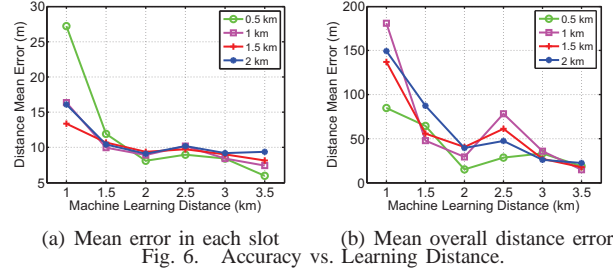 30
25
20
15
10
5
Distance Mean Error (m)
1 1.5 2 2.5 3 3.5
Machine Learning Distance (km)
0.5 km
1 km
1.5 km
2 km
200
150
100
50
0
Distance Mean Error (m)
1 1.5 2 2.5 3 3.5
Machine Learning Distance (km)
0.5 km
1 km
1.5 km
2 km
(a) Mean error in each slot (b) Mean overall distance error
Fig. 6. Accuracy vs. Learning Distance.